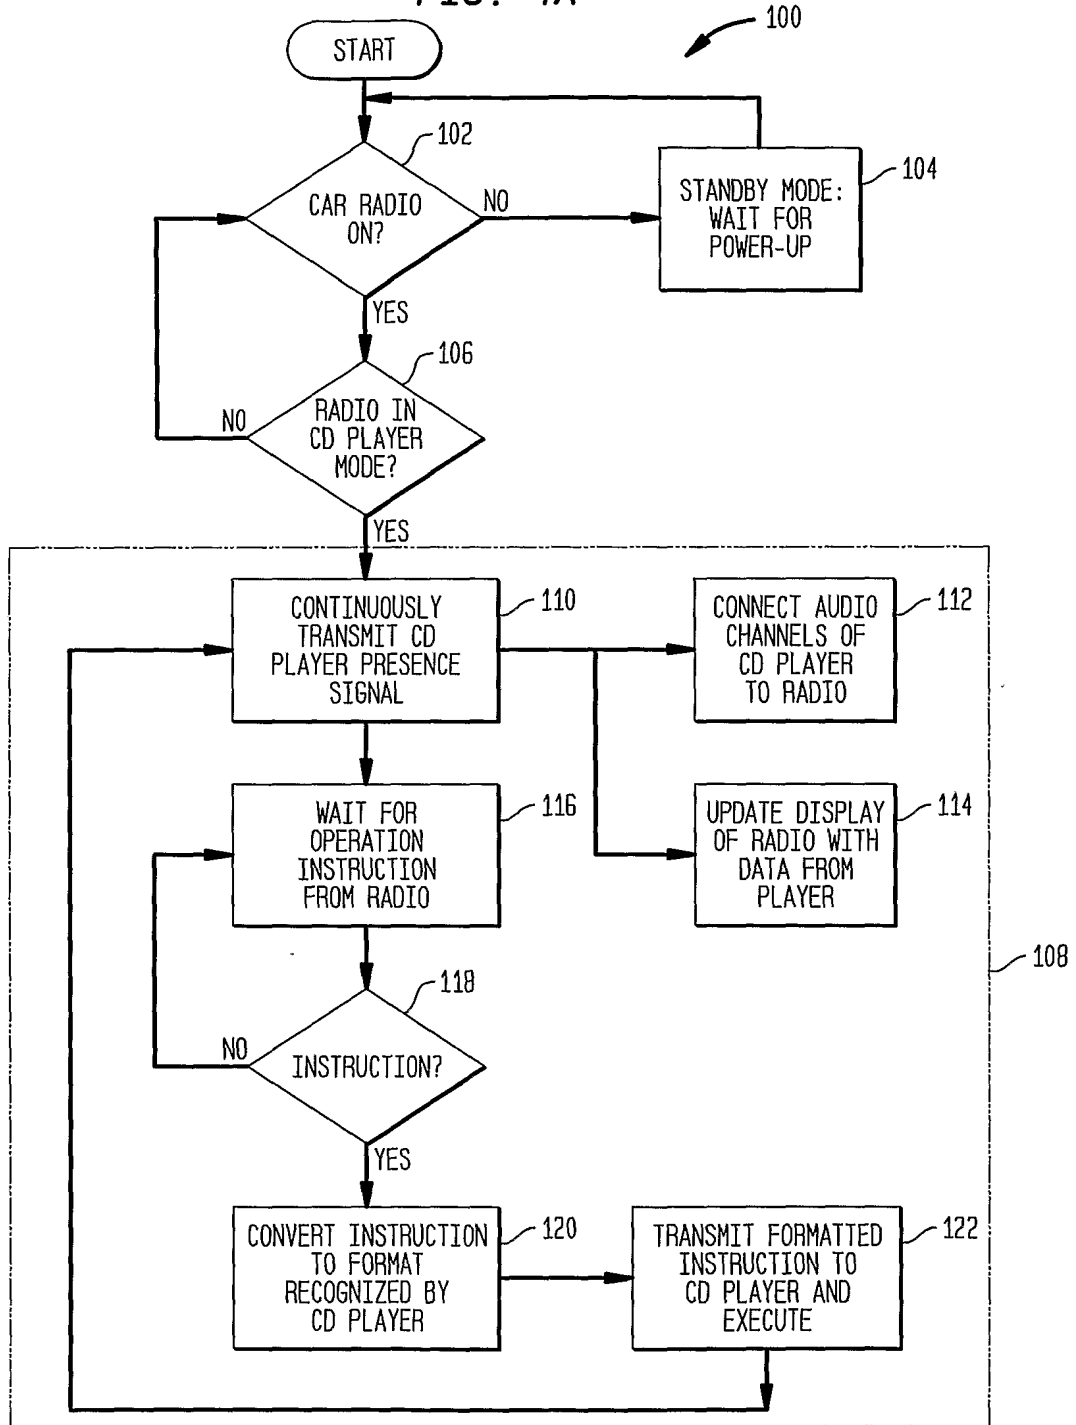 100
START
102
CAR RADIO
ON?
NO
104
STANDBY MODE:
WAIT FOR
POWER-UP
YES
106
RADIO IN
CD PLAYER
MODE?
NO
YES
108
110
CONTINUOUSLY
TRANSMIT CD
PLAYER PRESENCE
SIGNAL
112
CONNECT AUDIO
CHANNELS OF
CD PLAYER
TO RADIO
116
WAIT FOR
OPERATION
INSTRUCTION
FROM RADIO
114
UPDATE DISPLAY
OF RADIO WITH
DATA FROM
PLAYER
118
INSTRUCTION?
NO
YES
120
CONVERT INSTRUCTION
TO FORMAT
RECOGNIZED BY
CD PLAYER
122
TRANSMIT FORMATTED
INSTRUCTION TO
CD PLAYER AND
EXECUTE